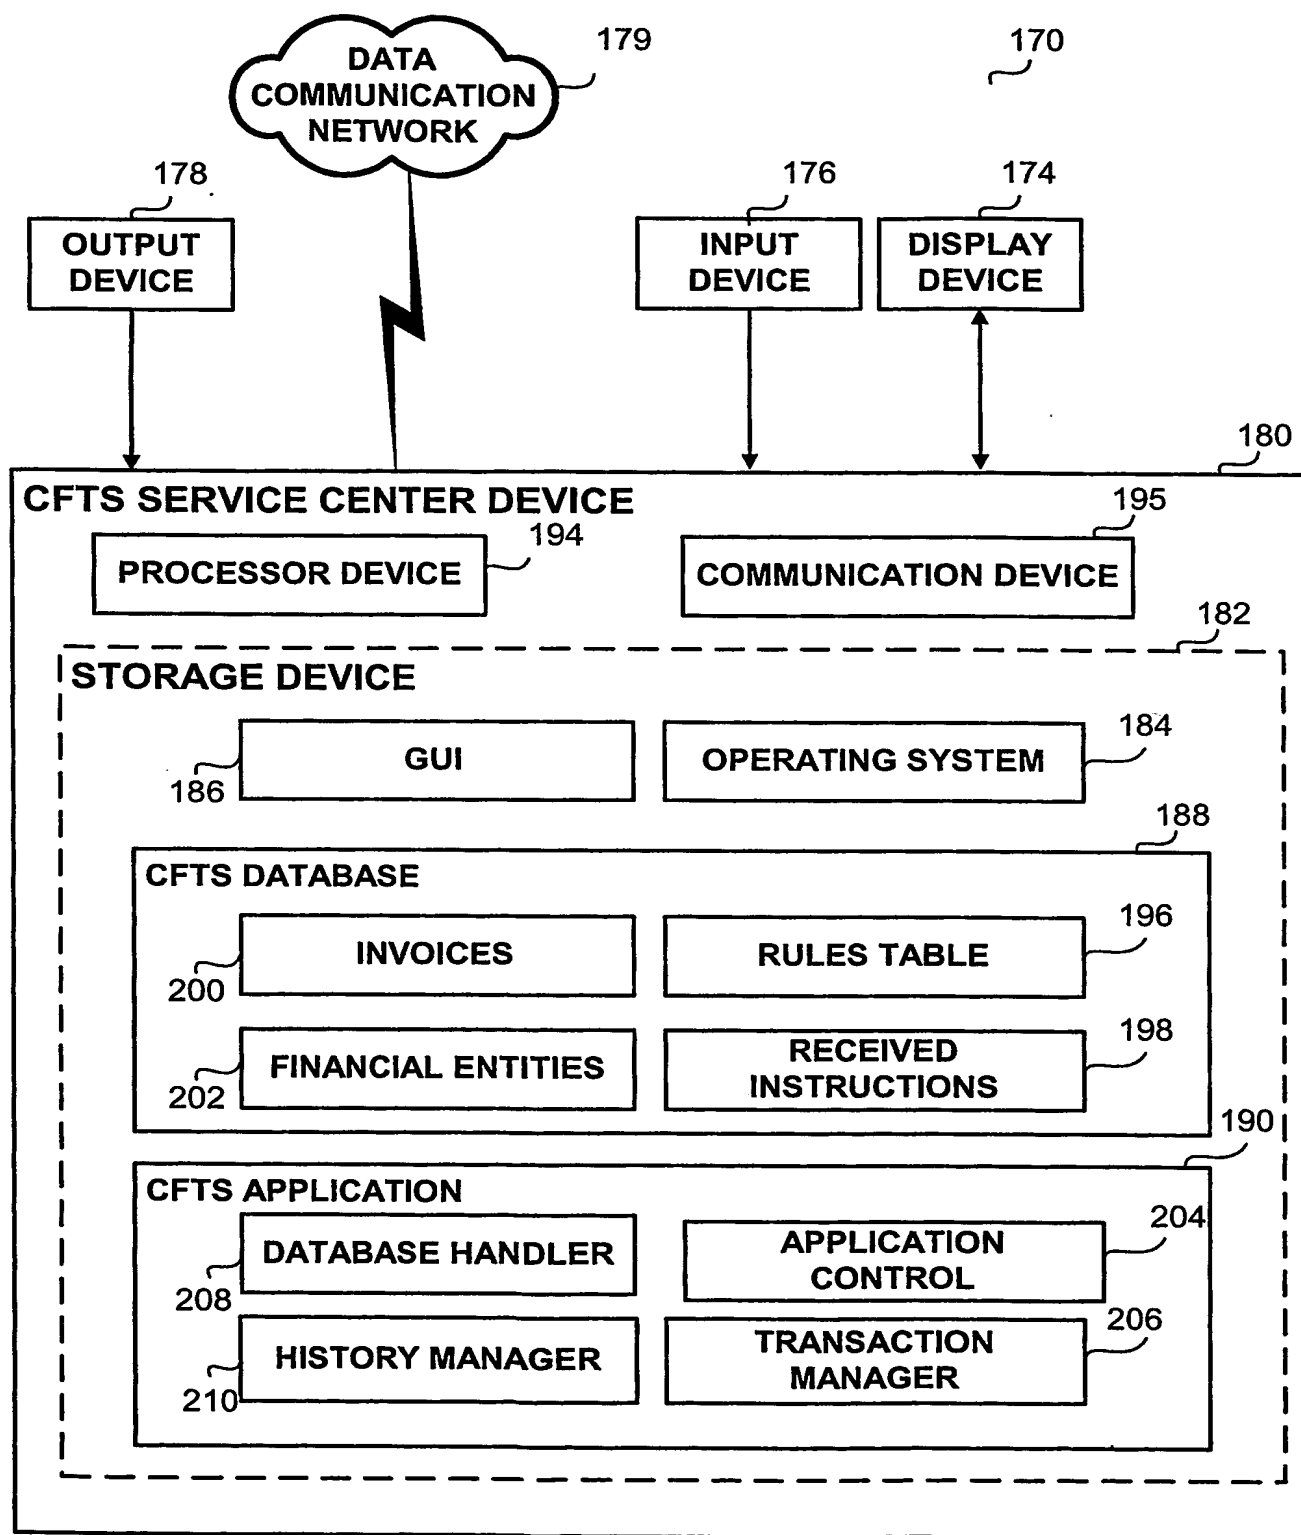 179
170
DATA
COMMUNICATION
NETWORK
178
176
174
OUTPUT
DEVICE
INPUT
DEVICE
DISPLAY
DEVICE
180
CFTS SERVICE CENTER DEVICE
194
195
PROCESSOR DEVICE
COMMUNICATION DEVICE
182
STORAGE DEVICE
GUI
186
OPERATING SYSTEM
184
188
CFTS DATABASE
INVOICES
200
RULES TABLE
196
FINANCIAL ENTITIES
202
RECEIVED
INSTRUCTIONS
198
190
CFTS APPLICATION
DATABASE HANDLER
208
APPLICATION
CONTROL
204
HISTORY MANAGER
210
TRANSACTION
MANAGER
206